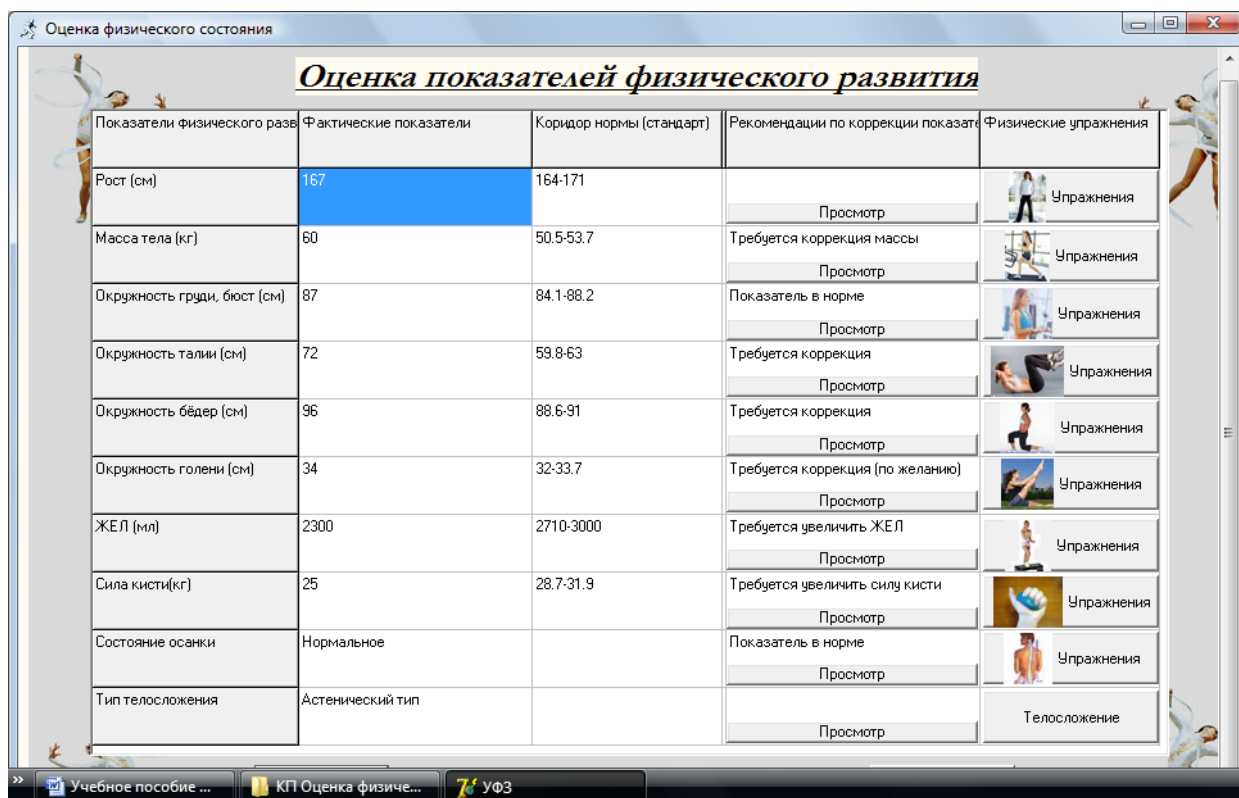 Оценка физического состояния
Оценка показателей физического развития
Показатели физического разв Фактические показатели Коридор нормы (стандарт) Рекомендации по коррекции показате Физические упражнения
Рост (см) 167 164-171 Просмотр Упражнения
Масса тела (кг) 60 50.5-53.7 Требуется коррекция массы Просмотр Упражнения
Окружность груди, бюст (см) 87 84.1-88.2 Показатель в норме Просмотр Упражнения
Окружность талии (см) 72 59.8-63 Требуется коррекция Просмотр Упражнения
Окружность бёдер (см) 96 88.6-91 Требуется коррекция Просмотр Упражнения
Окружность голени (см) 34 32-33.7 Требуется коррекция (по желанию) Просмотр Упражнения
ЖЕЛ (мл) 2300 2710-3000 Требуется увеличить ЖЕЛ Просмотр Упражнения
Сила кисти(кг) 25 28.7-31.9 Требуется увеличить силу кисти Просмотр Упражнения
Состояние осанки Нормальное Показатель в норме Просмотр Упражнения
Тип телосложения Астенический тип Просмотр Телосложение
» Учебное пособие ... КП Оценка физиче... УФЗ